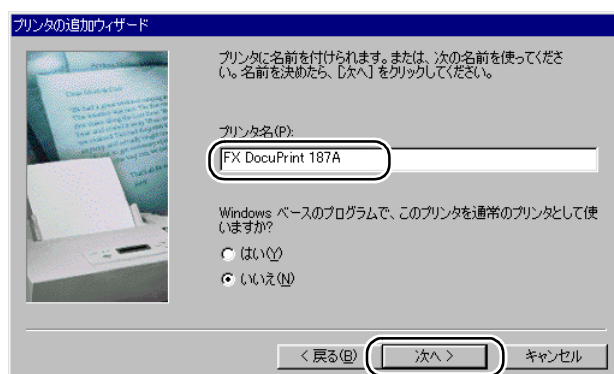 プリンタの追加ウィザード
プリンタに名前を付けられます。または、次の名前を使ってくださ
い。名前を決めたら、[次へ] をクリックしてください。
プリンタ名(P):
FX DocuPrint 187A
Windows ベースのプログラムで、このプリンタを通常のプリンタとして使
いますか?
はい(Y)
いいえ(N)
< 戻る(B)
次へ >
キャンセル